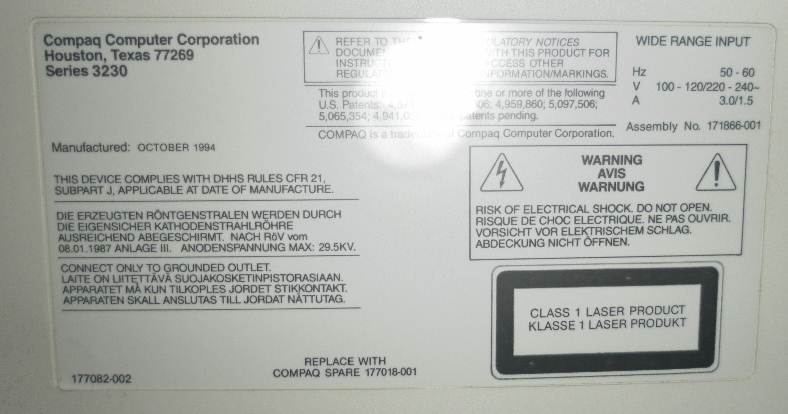 Compaq Computer Corporation
Houston, Texas 77269
Series 3230
Manufactured: OCTOBER 1994
THIS DEVICE COMPLIES WITH DHHS RULES CFR 21,
SUBPART J, APPLICABLE AT DATE OF MANUFACTURE.
DIE ERZEUGTEN RÖNTGENSTRALEN WERDEN DURCH
DIE EIGENSICHER KATHODENSTRAHLRÖHRE
AUSREICHEND ABEGESCHIRMT. NACH RöV vom
08.01.1987 ANLAGE III. ANODENSPANNUNG MAX: 29.5KV.
CONNECT ONLY TO GROUNDED OUTLET.
LAITE ON LIITETTÄVÄ SUOJAKOSKETINPISTORASIAAN.
APPARATET MÅ KUN TILKOPLES JORDET STIKKONTAKT.
APPARATEN SKALL ANSLUTAS TILL JORDAT NÄTTUTAG.
177082-002
REPLACE WITH
COMPAQ SPARE 177018-001
REFER TO NOTICES
THIS PRODUCT FOR
OTHER
INFORMATION/MARKINGS.
This product one or more of the following
U.S. Patents: 4,959,860; 5,097,506;
5,065,354; patents pending.
COMPAQ is a Compaq Computer Corporation.
WIDE RANGE INPUT
Hz 50 - 60
V 100 - 120/220 - 240~
A 3.0/1.5
Assembly No. 171866-001
WARNING
AVIS
WARNUNG
RISK OF ELECTRICAL SHOCK. DO NOT OPEN.
RISQUE DE CHOC ELECTRIQUE. NE PAS OUVRIR.
VORSICHT VOR ELEKTRISCHEM SCHLAG.
ABDECKUNG NICHT ÖFFNEN.
CLASS 1 LASER PRODUCT
KLASSE 1 LASER PRODUKT